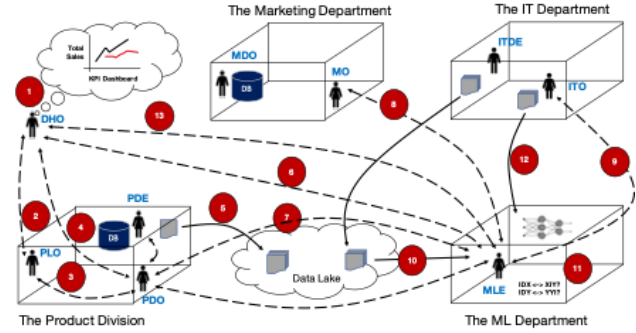 The Marketing Department
The IT Department
Total
Sales
KPI Dashboard
MDO
DB
MO
ITDE
ITO
1
DHO
13
8
12
9
6
PDE
2
4
DB
5
7
PLO
3
PDO
Data Lake
10
MLE
11
IDX <-> XIY?
IDY <-> YYI?
The Product Division
The ML Department